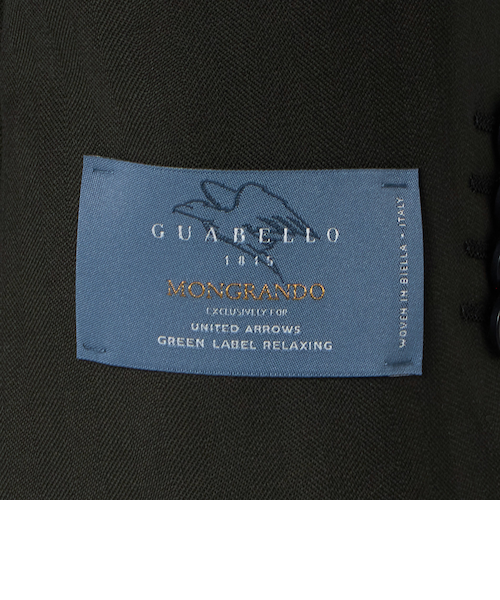 GUABELLO
1815
MONGRANDO
EXCLUSIVELY FOR
UNITED ARROWS
GREEN LABEL RELAXING
WOVEN IN BIELLA - ITALY